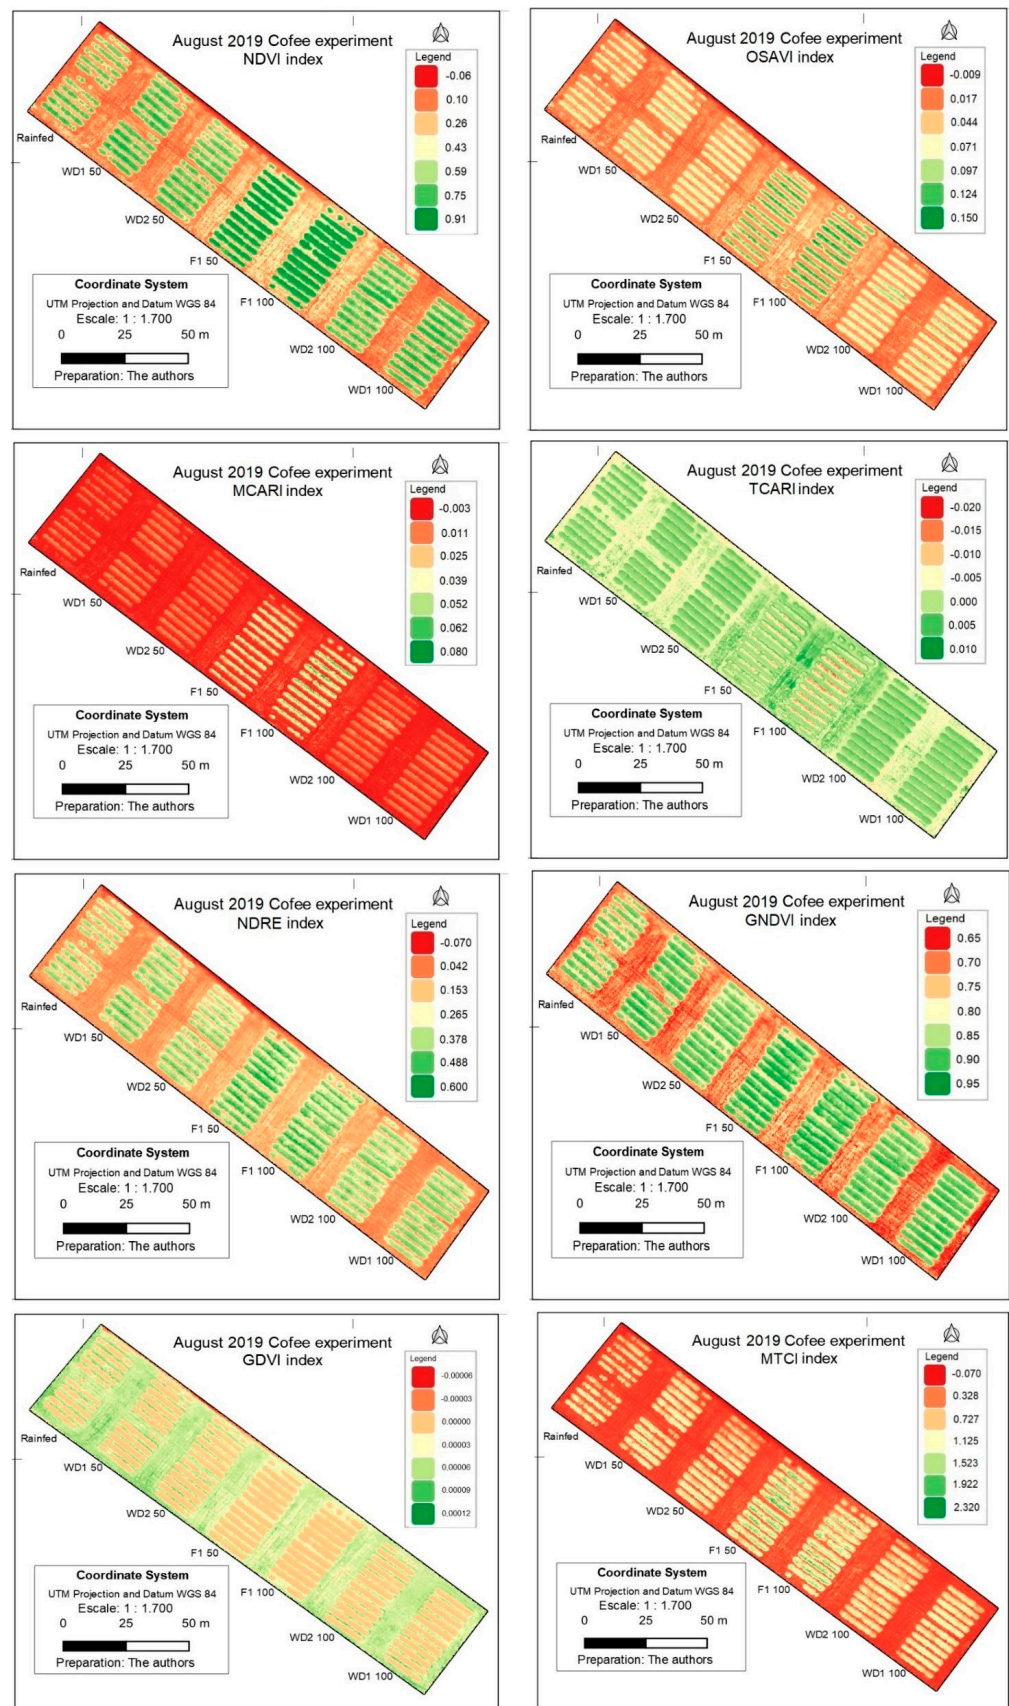 August 2019 Cofee experiment
NDVI index
Legend
-0.06
0.10
0.26
0.43
0.59
0.75
0.91
Rainfed
WD1 50
WD2 50
F1 50
F1 100
WD2 100
WD1 100
Coordinate System
UTM Projection and Datum WGS 84
Escale: 1 : 1.700
0 25 50 m
Preparation: The authors
August 2019 Cofee experiment
OSAVI index
Legend
-0.009
0.017
0.044
0.071
0.097
0.124
0.150
Rainfed
WD1 50
WD2 50
F1 50
F1 100
WD2 100
WD1 100
Coordinate System
UTM Projection and Datum WGS 84
Escale: 1 : 1.700
0 25 50 m
Preparation: The authors
August 2019 Cofee experiment
MCARI index
Legend
-0.003
0.011
0.025
0.039
0.052
0.062
0.080
Rainfed
WD1 50
WD2 50
F1 50
F1 100
WD2 100
WD1 100
Coordinate System
UTM Projection and Datum WGS 84
Escale: 1 : 1.700
0 25 50 m
Preparation: The authors
August 2019 Cofee experiment
TCARI index
Legend
-0.020
-0.015
-0.010
-0.005
0.000
0.005
0.010
Rainfed
WD1 50
WD2 50
F1 50
F1 100
WD2 100
WD1 100
Coordinate System
UTM Projection and Datum WGS 84
Escale: 1 : 1.700
0 25 50 m
Preparation: The authors
August 2019 Cofee experiment
NDRE index
Legend
-0.070
0.042
0.153
0.265
0.378
0.488
0.600
Rainfed
WD1 50
WD2 50
F1 50
F1 100
WD2 100
WD1 100
Coordinate System
UTM Projection and Datum WGS 84
Escale: 1 : 1.700
0 25 50 m
Preparation: The authors
August 2019 Cofee experiment
GNDVI index
Legend
0.65
0.70
0.75
0.80
0.85
0.90
0.95
Rainfed
WD1 50
WD2 50
F1 50
F1 100
WD2 100
WD1 100
Coordinate System
UTM Projection and Datum WGS 84
Escale: 1 : 1.700
0 25 50 m
Preparation: The authors
August 2019 Cofee experiment
GDVI index
Legend
-0.00006
-0.00003
0.00000
0.00003
0.00006
0.00009
0.00012
Rainfed
WD1 50
WD2 50
F1 50
F1 100
WD2 100
WD1 100
Coordinate System
UTM Projection and Datum WGS 84
Escale: 1 : 1.700
0 25 50 m
Preparation: The authors
August 2019 Cofee experiment
MTCI index
Legend
-0.070
0.328
0.727
1.125
1.523
1.922
2.320
Rainfed
WD1 50
WD2 50
F1 50
F1 100
WD2 100
WD1 100
Coordinate System
UTM Projection and Datum WGS 84
Escale: 1 : 1.700
0 25 50 m
Preparation: The authors